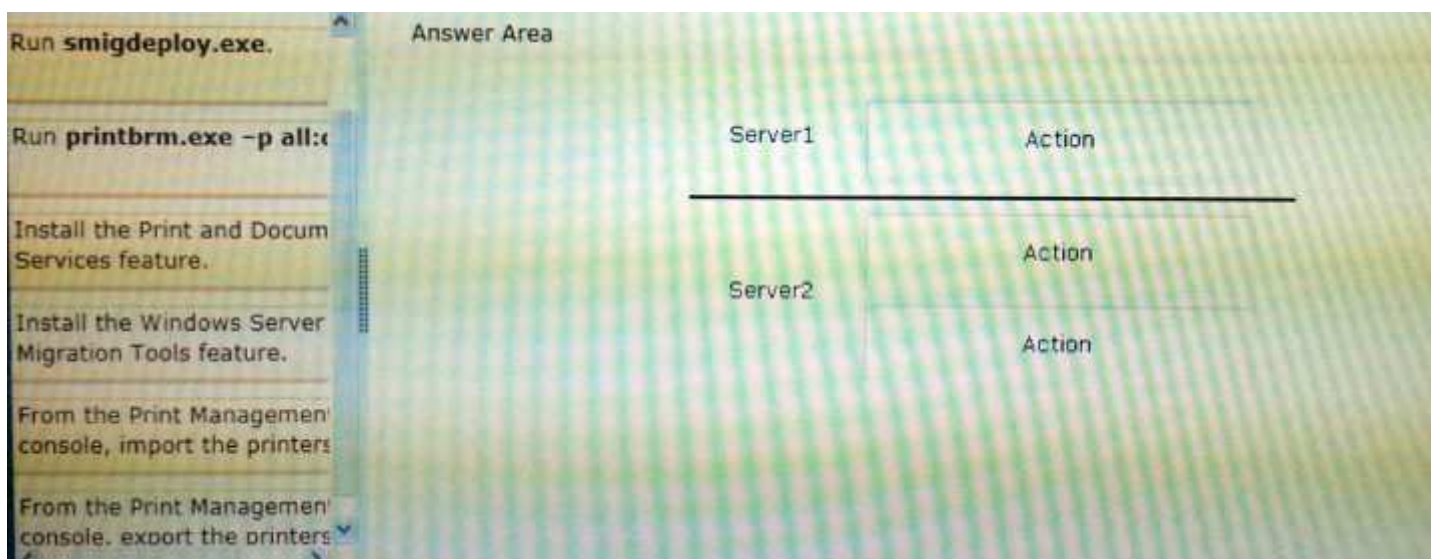 Run smigdeploy.exe.
Run printbrm.exe –p all:
Install the Print and Docum
Services feature.
Install the Windows Server
Migration Tools feature.
From the Print Managemen
console, import the printers
From the Print Managemen
console, export the printers
Answer Area
Server1
Action
Server2
Action
Action